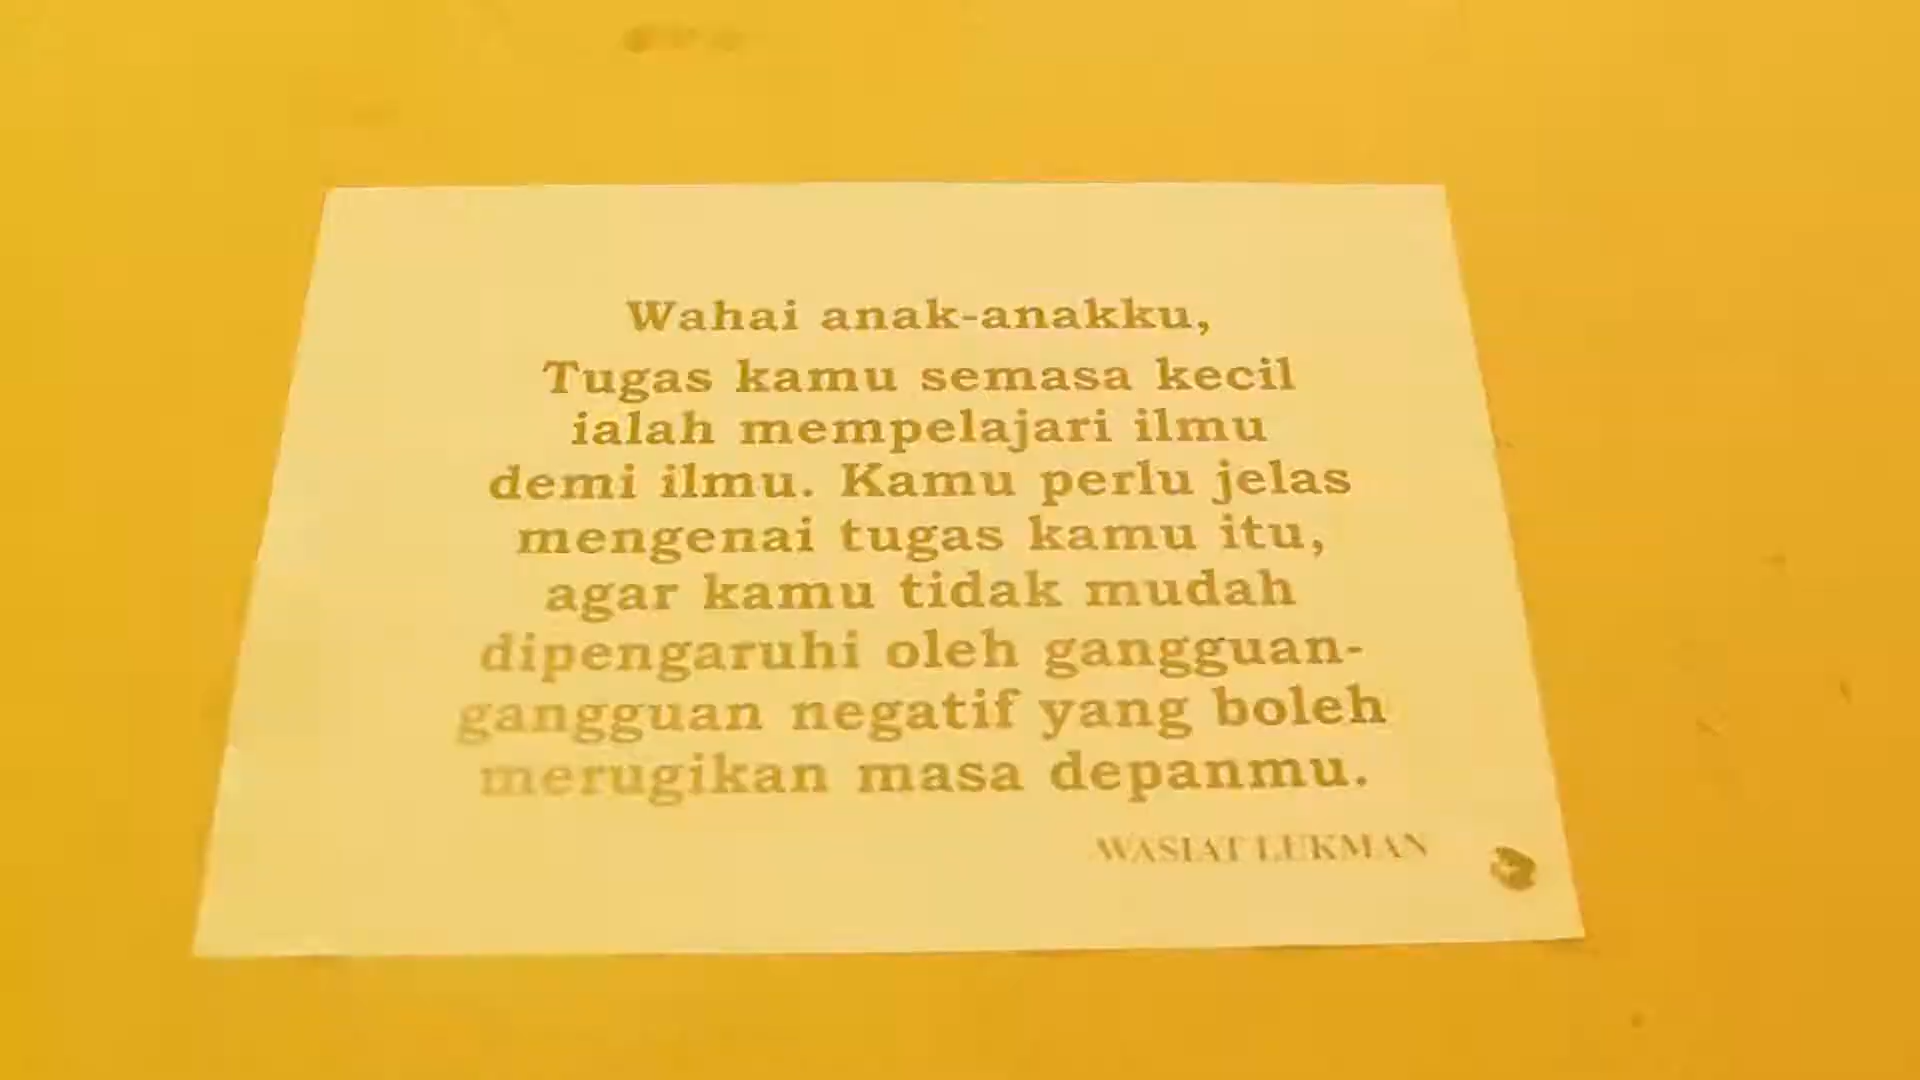 Wahai anak-anakku,
Tugas kamu semasa kecil
ialah mempelajari ilmu
demi ilmu. Kamu perlu jelas
mengenai tugas kamu itu,
agar kamu tidak mudah
dipengaruhi oleh gangguan-
gangguan negatif yang boleh
merugikan masa depanmu.
WASIAT LUKMAN